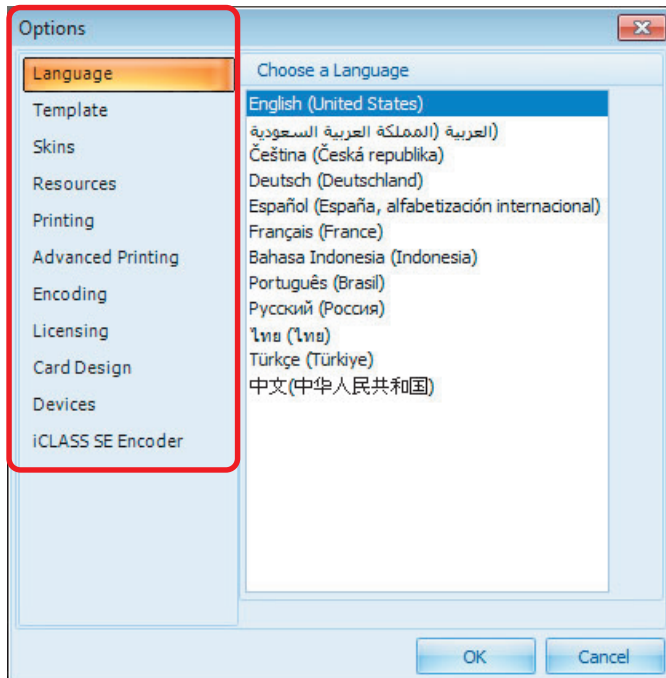 Options
Language
Template
Skins
Resources
Printing
Advanced Printing
Encoding
Licensing
Card Design
Devices
iCLASS SE Encoder
Choose a Language
English (United States)
العربية (المملكة العربية السعودية)
Čeština (Česká republika)
Deutsch (Deutschland)
Español (España, alfabetización internacional)
Français (France)
Bahasa Indonesia (Indonesia)
Português (Brasil)
Русский (Россия)
ไทย (ไทย)
Türkçe (Türkiye)
中文(中华人民共和国)
OK
Cancel